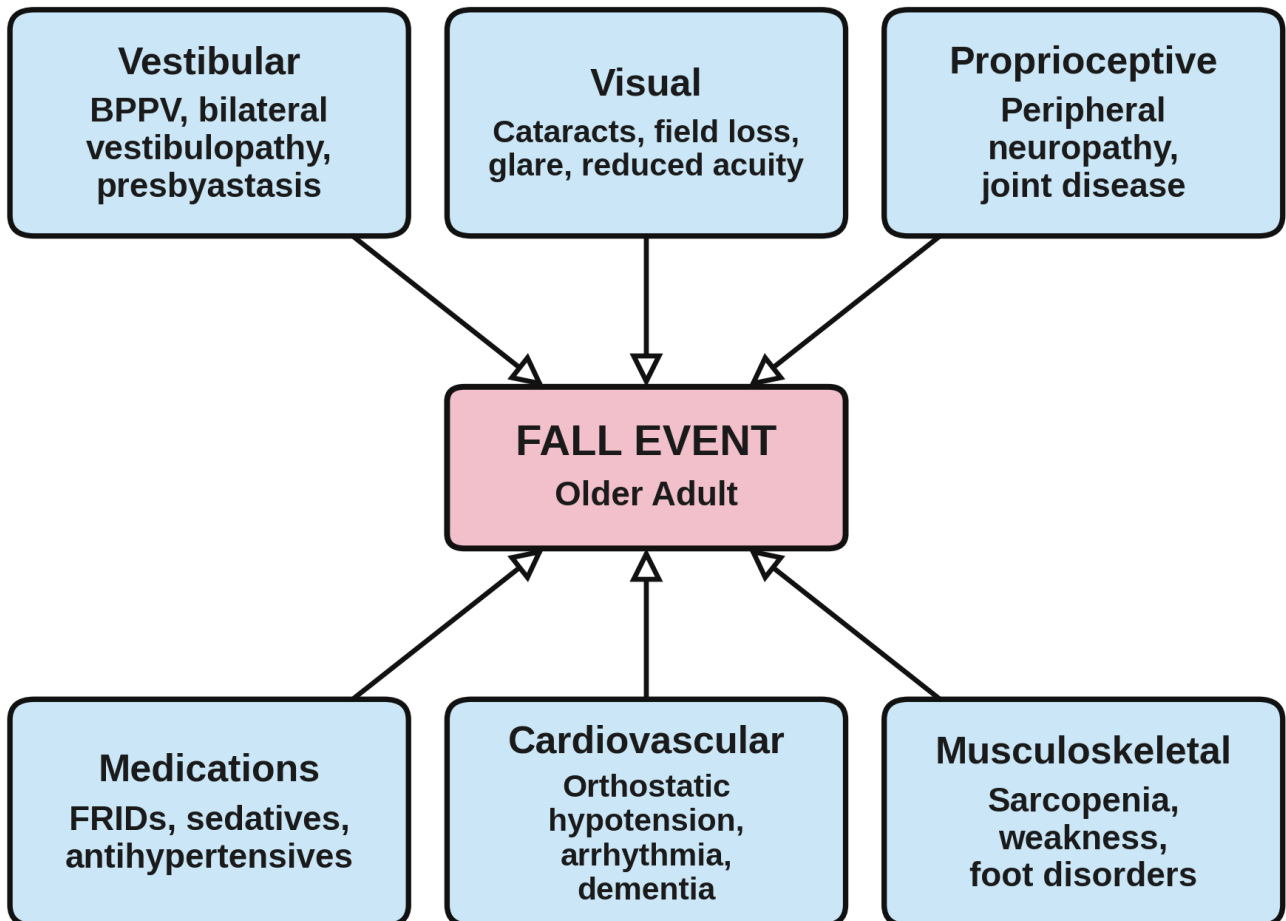 Vestibular
BPPV, bilateral
vestibulopathy,
presbyastasis
Visual
Cataracts, field loss,
glare, reduced acuity
Proprioceptive
Peripheral
neuropathy,
joint disease
FALL EVENT
Older Adult
Medications
FRIDs, sedatives,
antihypertensives
Cardiovascular
Orthostatic
hypotension,
arrhythmia,
dementia
Musculoskeletal
Sarcopenia,
weakness,
foot disorders